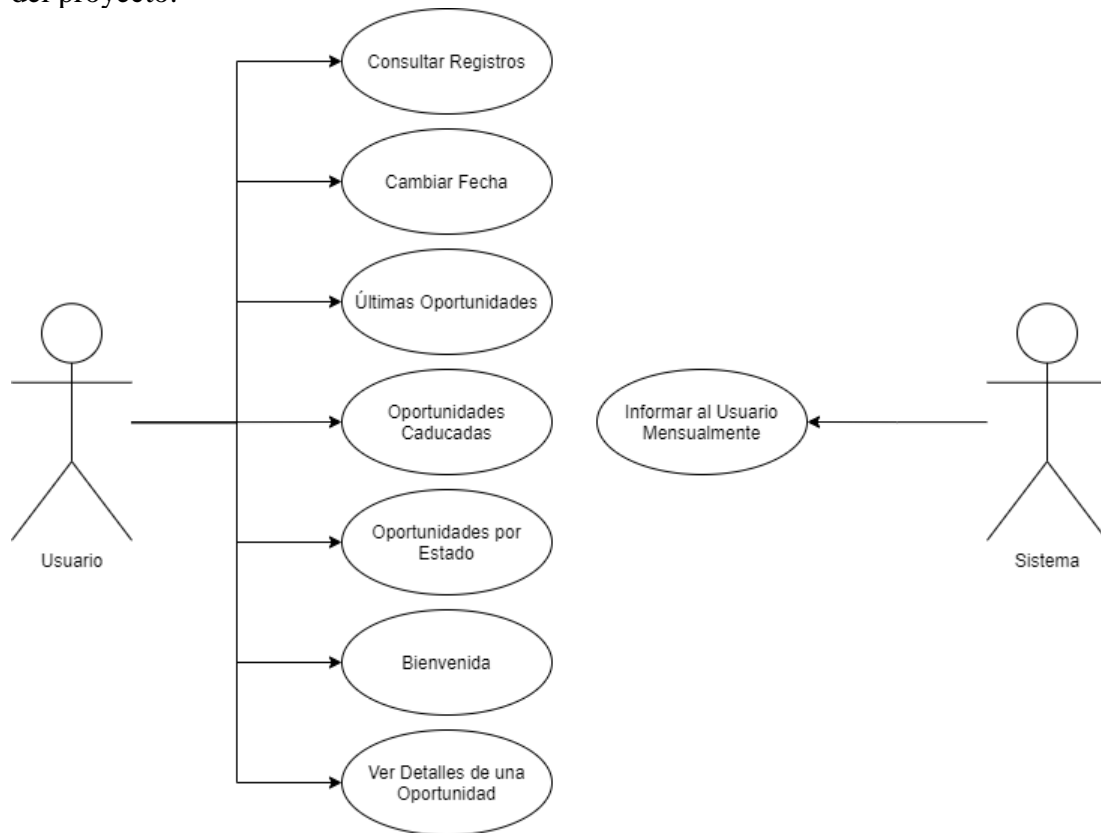 del proyecto.
Consultar Registros
Cambiar Fecha
Últimas Oportunidades
Oportunidades
Caducadas
Informar al Usuario
Mensualmente
Oportunidades por
Estado
Usuario
Sistema
Bienvenida
Ver Detalles de una
Oportunidad